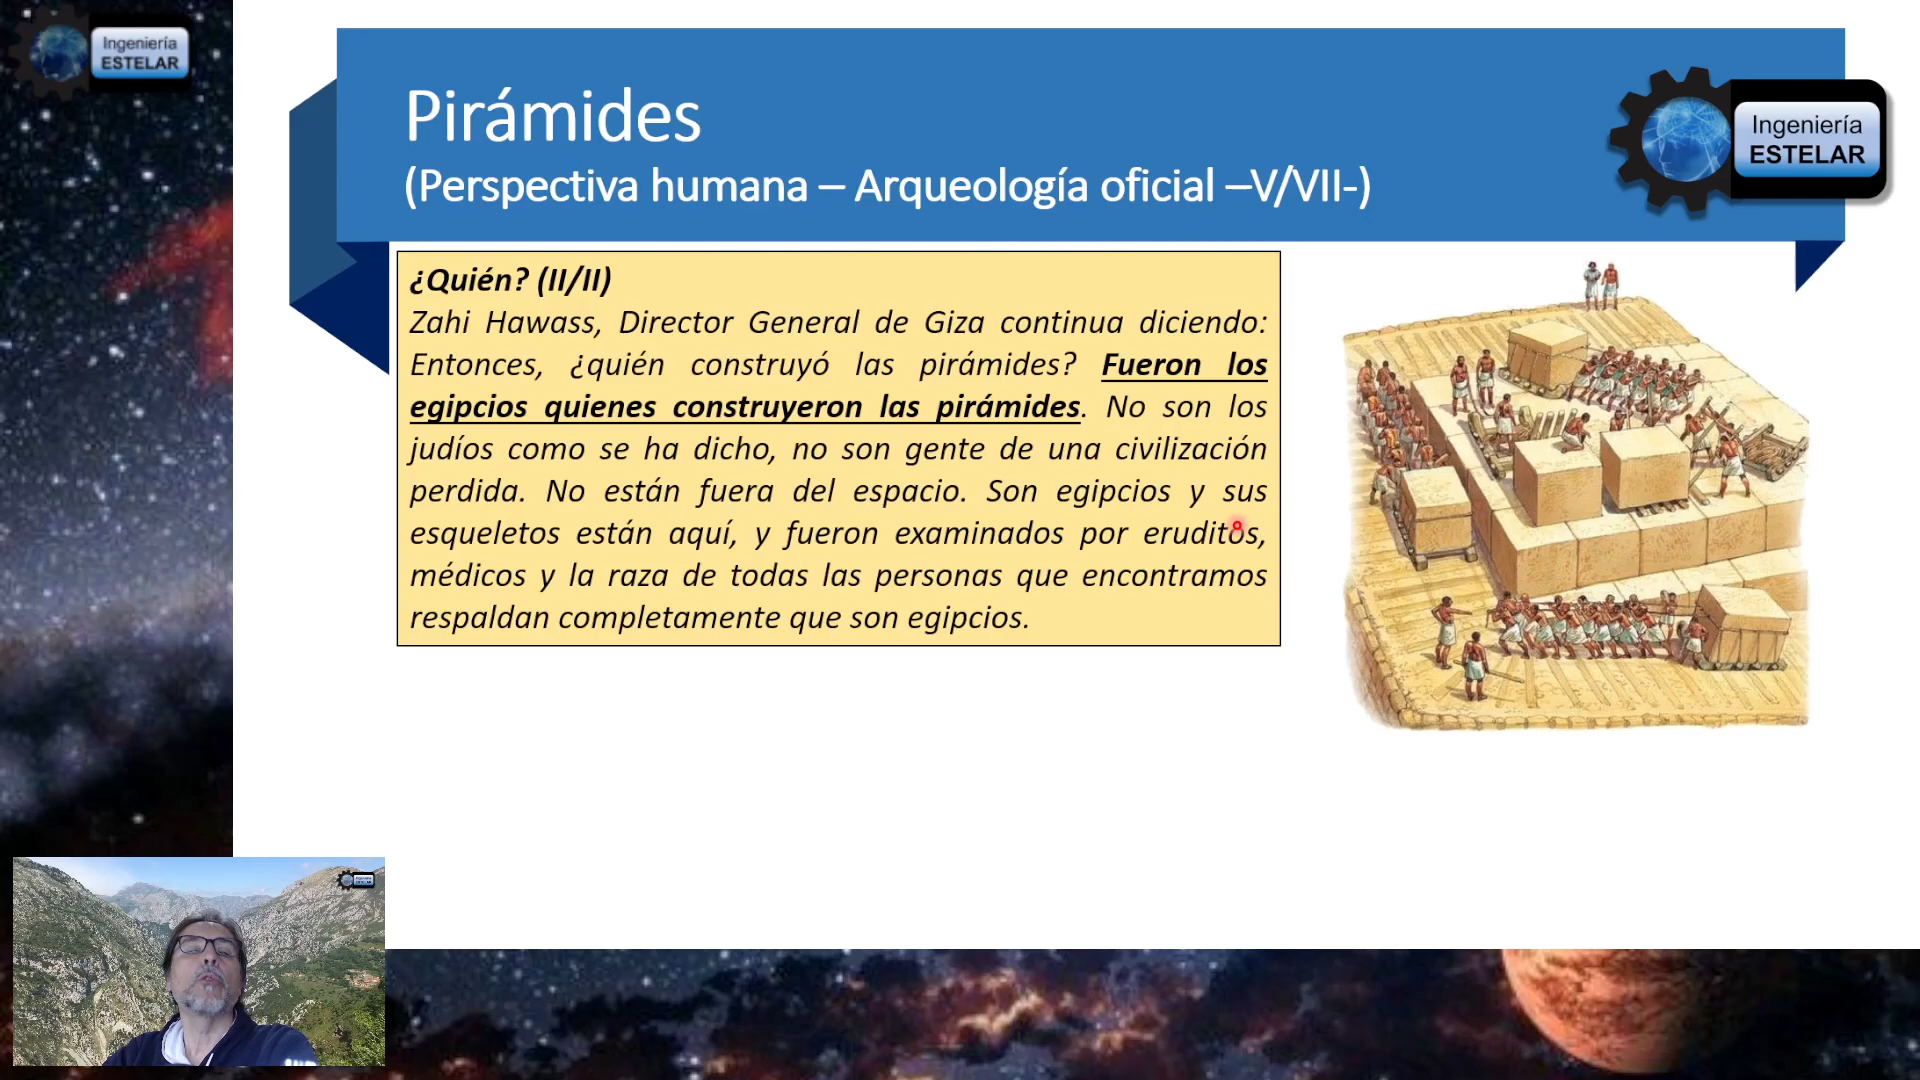 Ingeniería
ESTELAR
Pirámides
(Perspectiva humana – Arqueología oficial –V/VII-)
Ingeniería
ESTELAR
¿Quién? (II/II)
Zahi Hawass, Director General de Giza continua diciendo:
Entonces, ¿quién construyó las pirámides? Fueron los
egipcios quienes construyeron las pirámides. No son los
judíos como se ha dicho, no son gente de una civilización
perdida. No están fuera del espacio. Son egipcios y sus
esqueletos están aquí, y fueron examinados por eruditos,
médicos y la raza de todas las personas que encontramos
respaldan completamente que son egipcios.